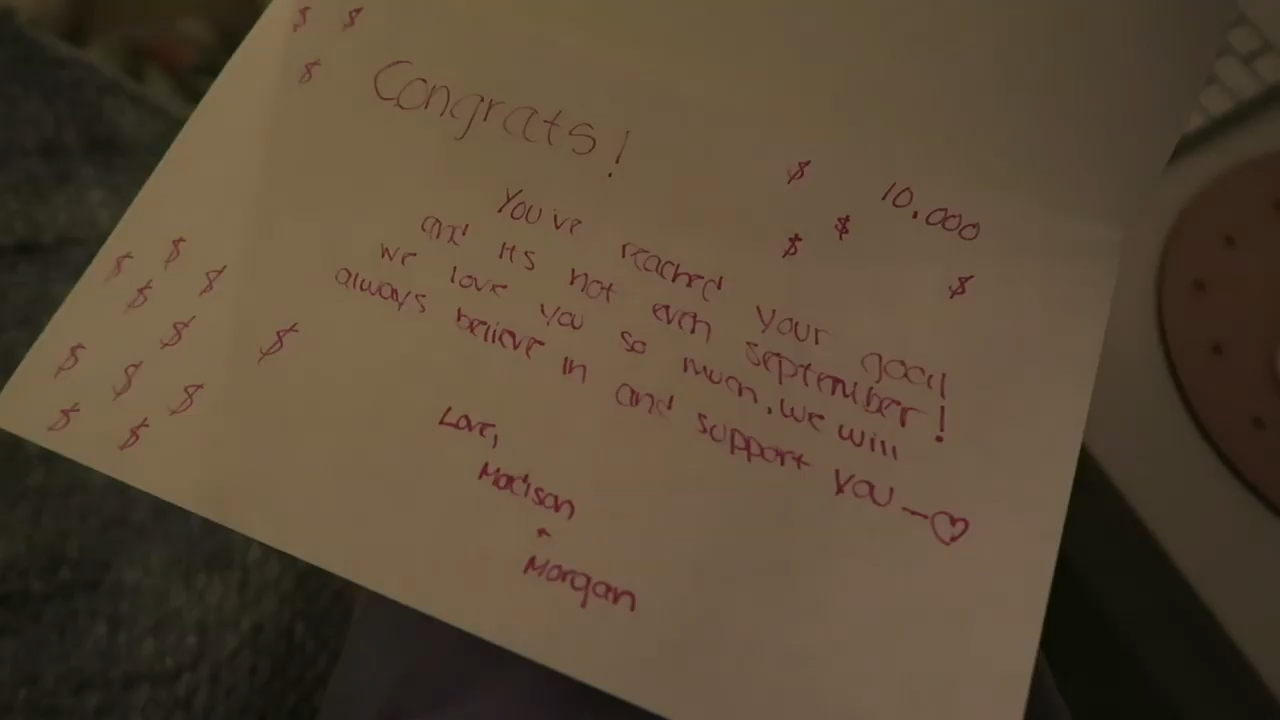 $ $
$
Congrats!
$ 10.000
$ $
$
You've reached your goal
and its not even september!
we love you so much. we will
always believe in and support you -♡
$ $
$ $
$ $
$ $ $
$ $
Love,
Madison
+
Morgan